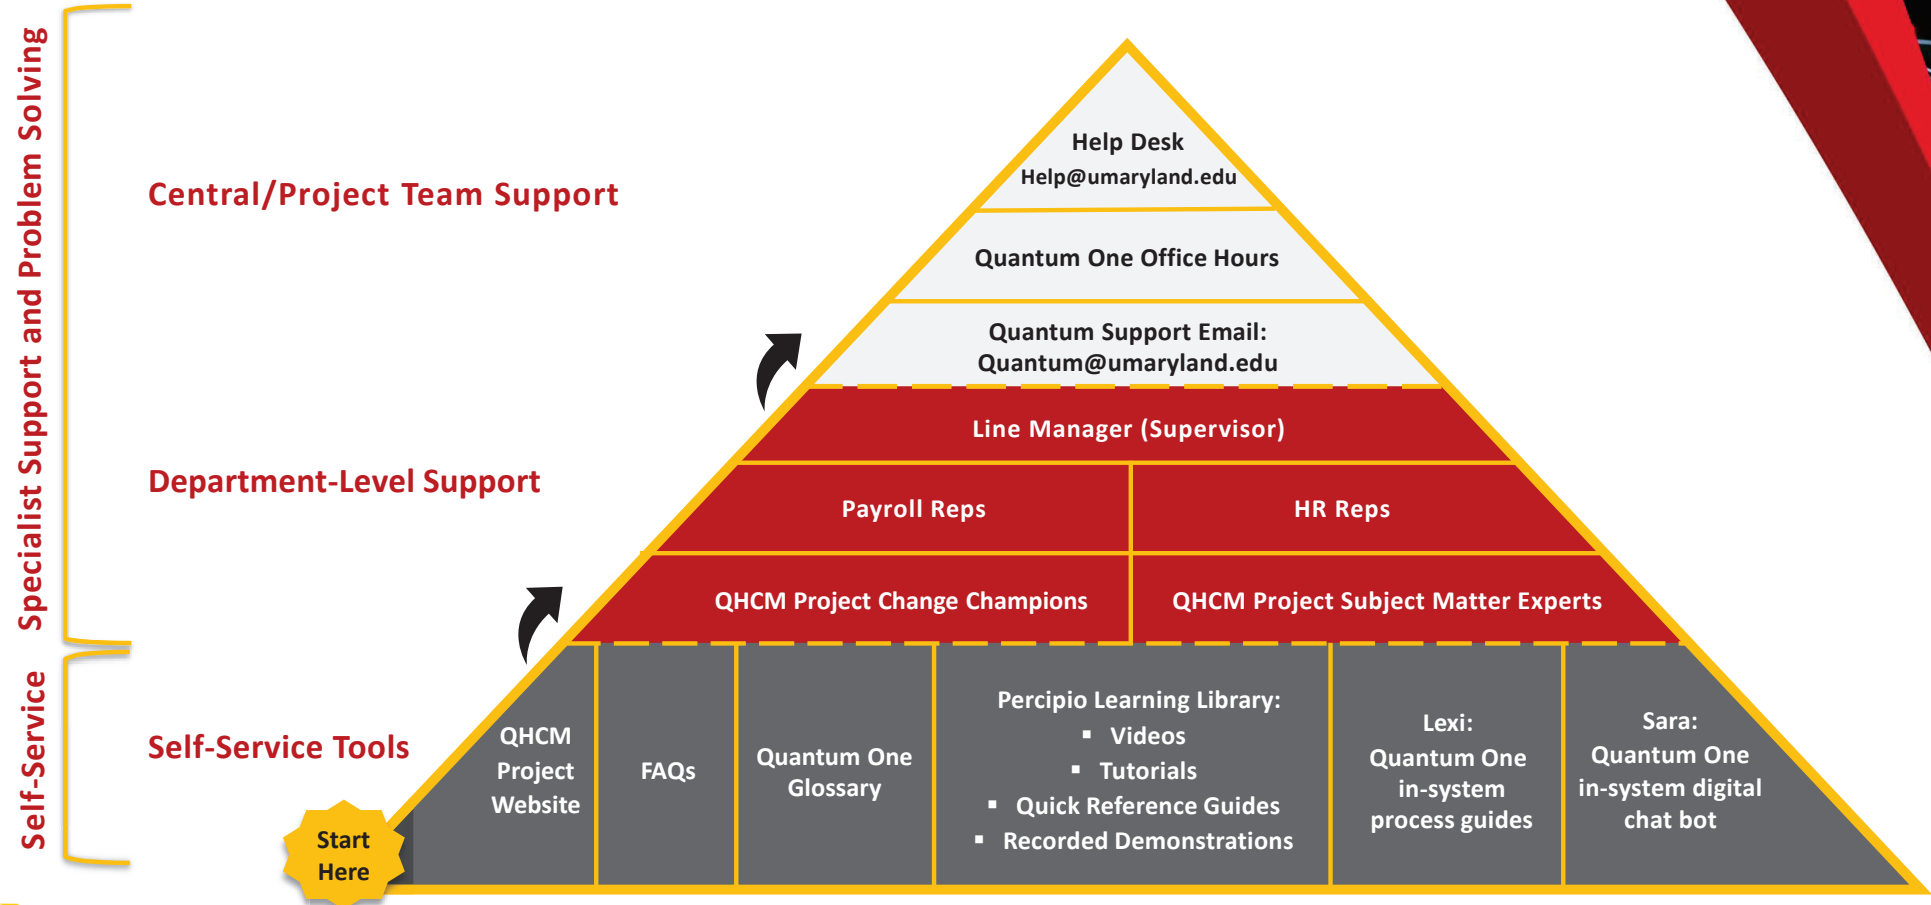 Specialist Support and Problem Solving
Central/Project Team Support
Help Desk
Help@umaryland.edu
Quantum One Office Hours
Quantum Support Email:
Quantum@umaryland.edu
Department-Level Support
Line Manager (Supervisor)
Payroll Reps
HR Reps
QHCM Project Change Champions
QHCM Project Subject Matter Experts
Self-Service
Self-Service Tools
Start
Here
QHCM
Project
Website
FAQs
Quantum One
Glossary
Percipio Learning Library:
▪ Videos
▪ Tutorials
▪ Quick Reference Guides
▪ Recorded Demonstrations
Lexi:
Quantum One
in-system
process guides
Sara:
Quantum One
in-system digital
chat bot